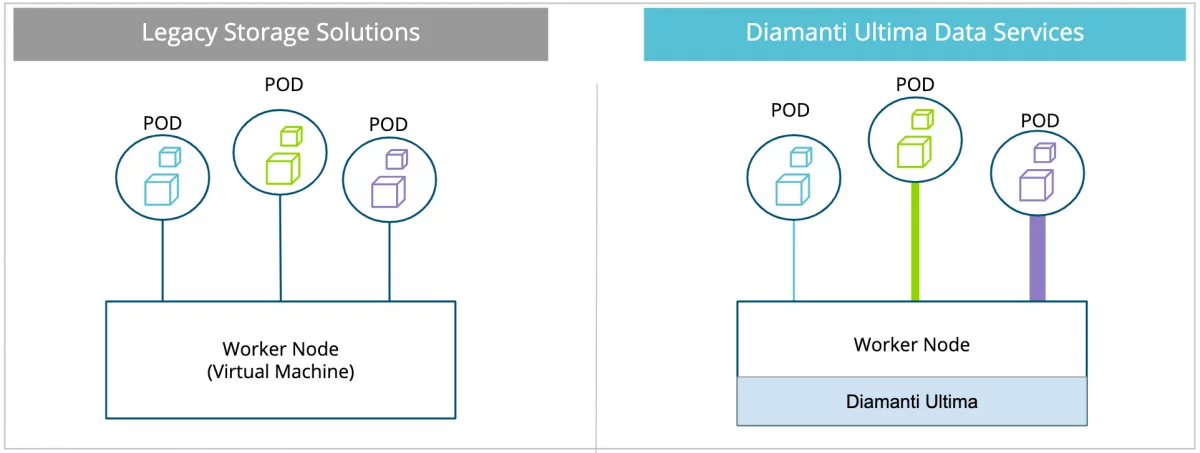 Legacy Storage Solutions
POD
POD
POD
Worker Node
(Virtual Machine)
Diamanti Ultima Data Services
POD
POD
POD
Worker Node
Diamanti Ultima